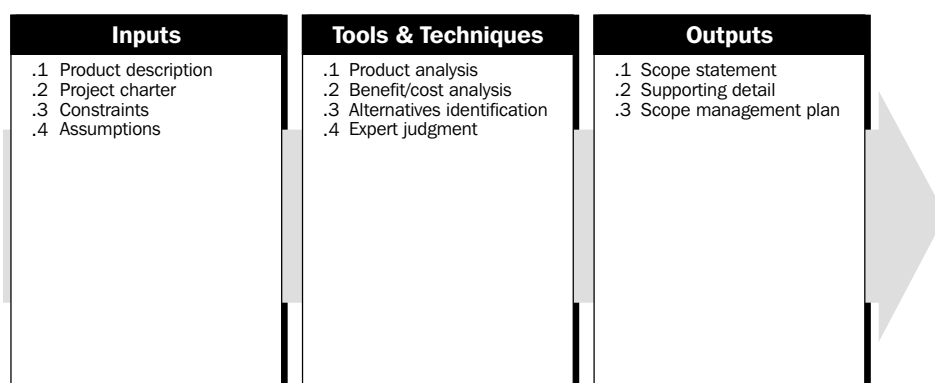 Inputs
.1 Product description
.2 Project charter
.3 Constraints
.4 Assumptions
Tools & Techniques
.1 Product analysis
.2 Benefit/cost analysis
.3 Alternatives identification
.4 Expert judgment
Outputs
.1 Scope statement
.2 Supporting detail
.3 Scope management plan